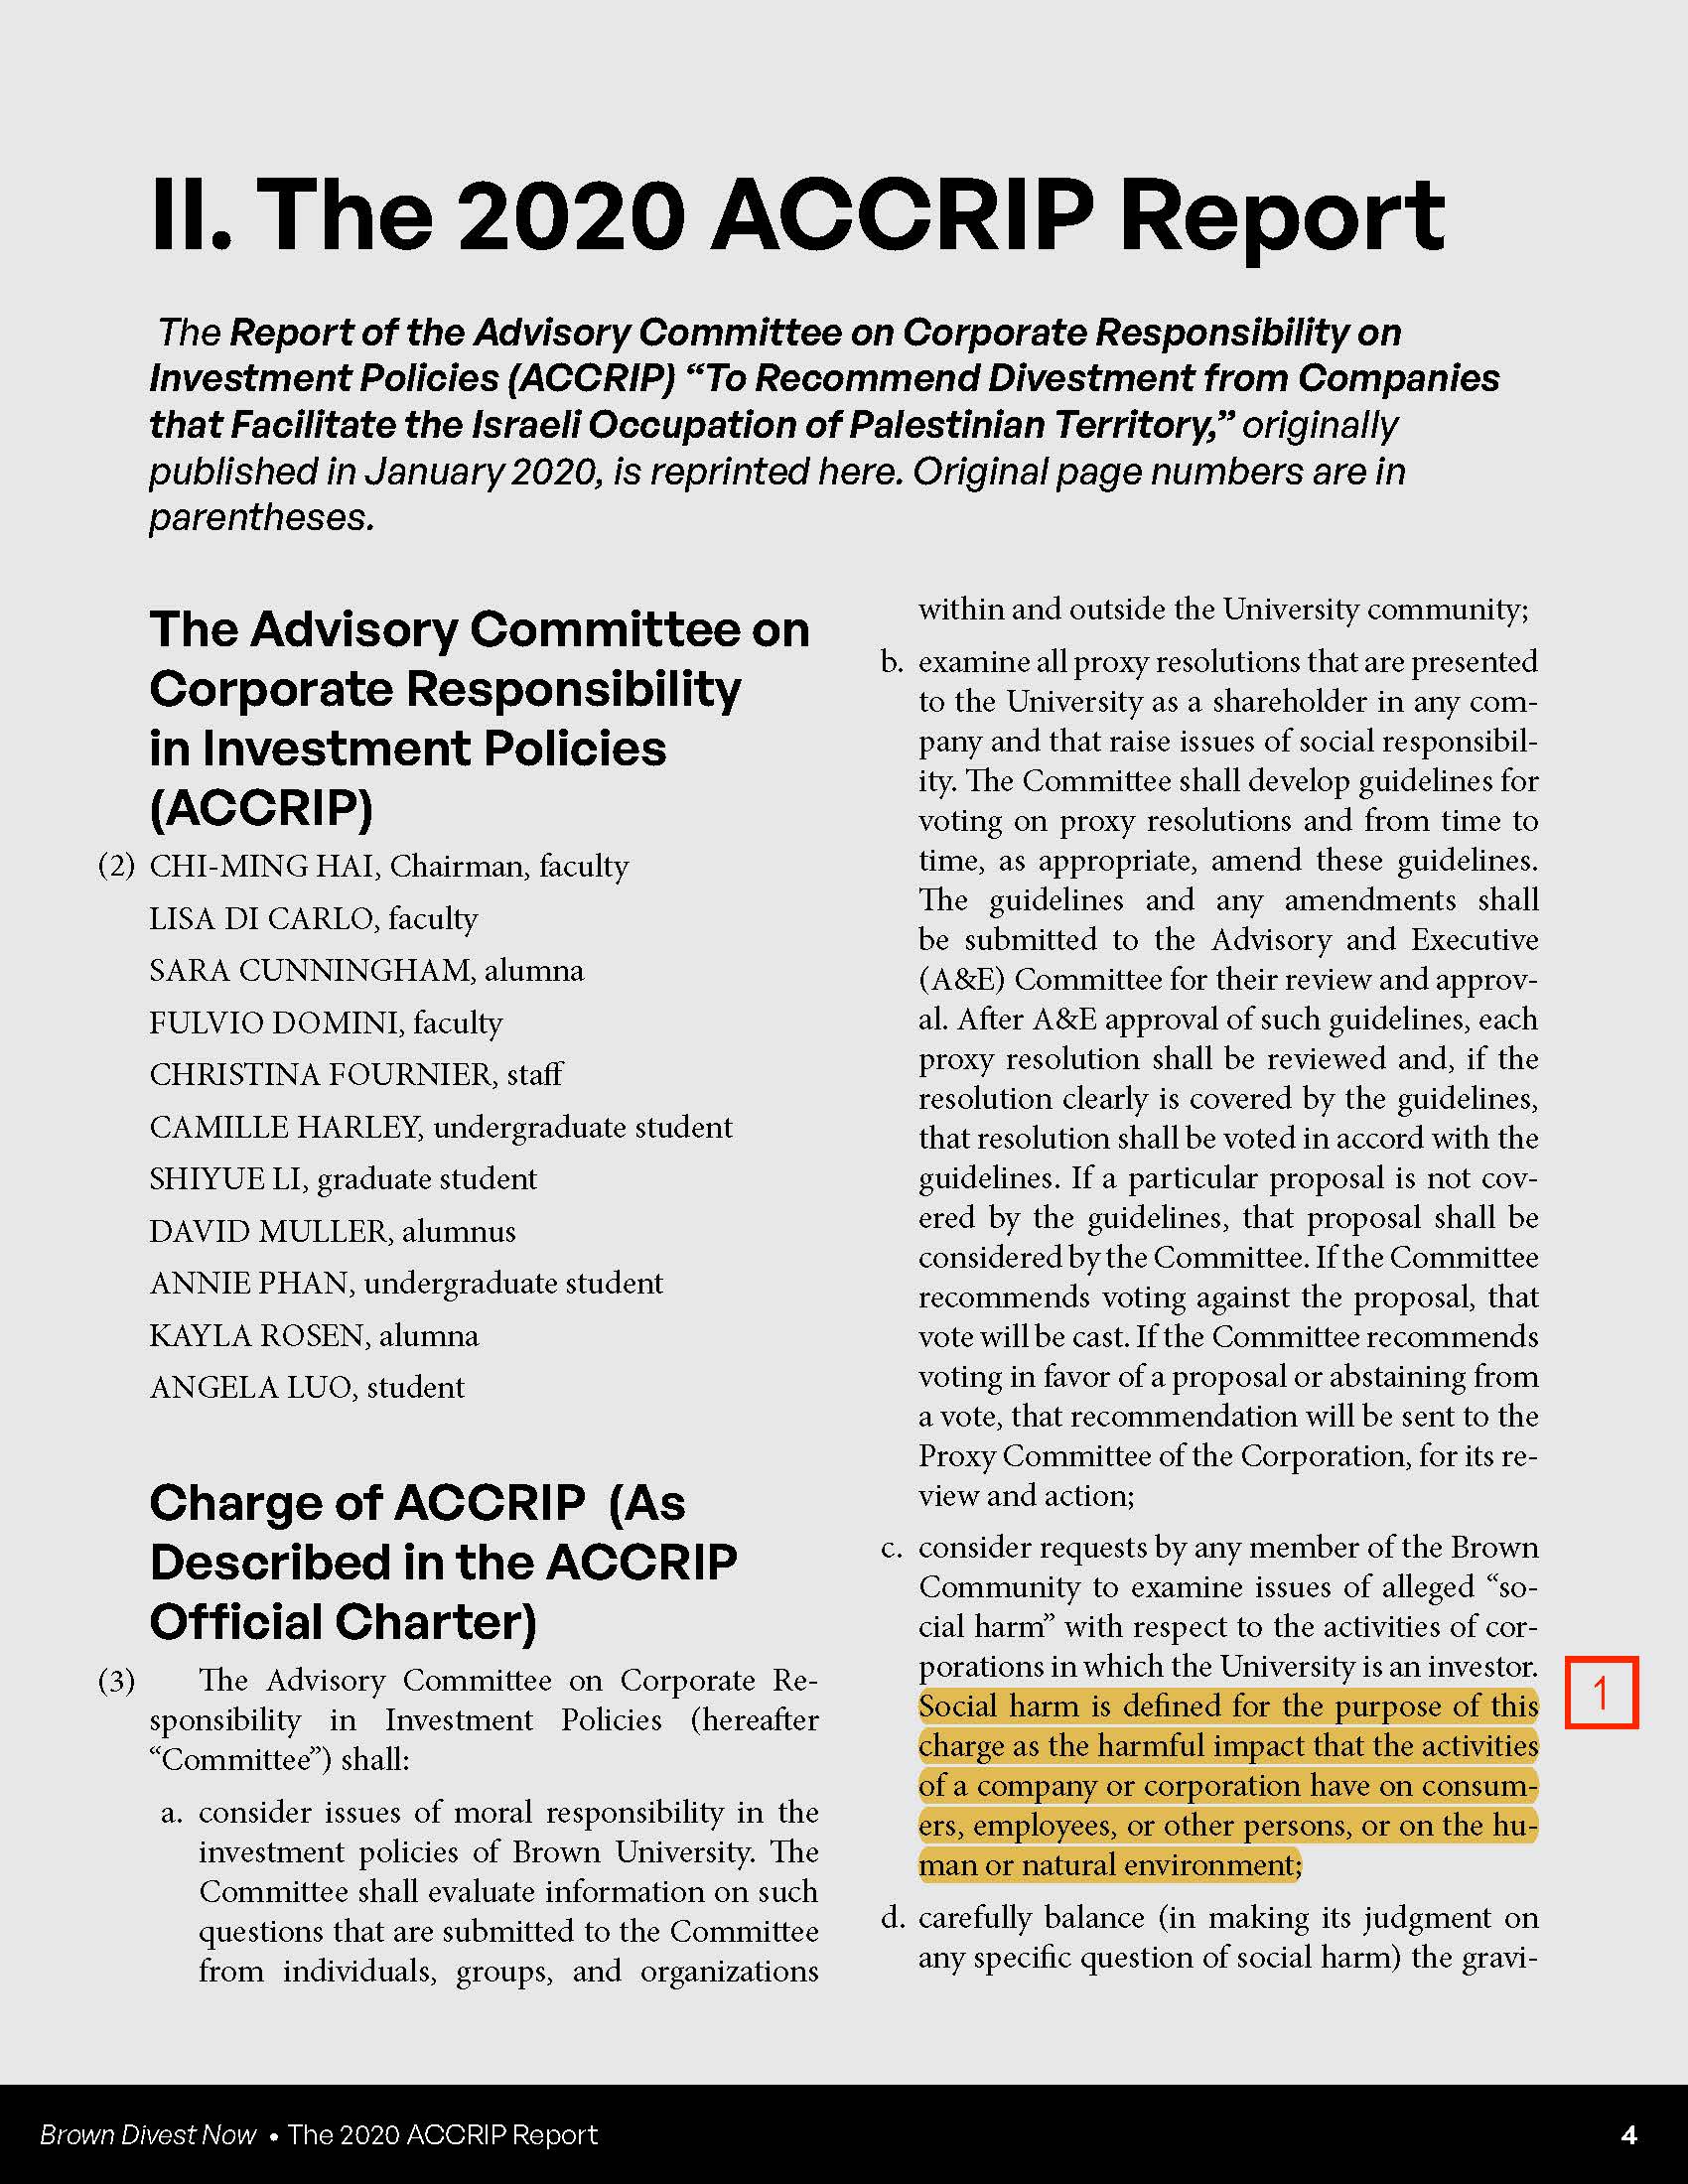 II. The 2020 ACCRIP Report
The Report of the Advisory Committee on Corporate Responsibility on
Investment Policies (ACCRIP) “To Recommend Divestment from Companies
that Facilitate the Israeli Occupation of Palestinian Territory,” originally
published in January 2020, is reprinted here. Original page numbers are in
parentheses.
The Advisory Committee on
Corporate Responsibility
in Investment Policies
(ACCRIP)
(2) CHI-MING HAI, Chairman, faculty
LISA DI CARLO, faculty
SARA CUNNINGHAM, alumna
FULVIO DOMINI, faculty
CHRISTINA FOURNIER, staff
CAMILLE HARLEY, undergraduate student
SHIYUE LI, graduate student
DAVID MULLER, alumnus
ANNIE PHAN, undergraduate student
KAYLA ROSEN, alumna
ANGELA LUO, student
Charge of ACCRIP (As
Described in the ACCRIP
Official Charter)
(3) The Advisory Committee on Corporate Re-
sponsibility in Investment Policies (hereafter
“Committee”) shall:
a. consider issues of moral responsibility in the
investment policies of Brown University. The
Committee shall evaluate information on such
questions that are submitted to the Committee
from individuals, groups, and organizations
within and outside the University community;
b. examine all proxy resolutions that are presented
to the University as a shareholder in any com-
pany and that raise issues of social responsibil-
ity. The Committee shall develop guidelines for
voting on proxy resolutions and from time to
time, as appropriate, amend these guidelines.
The guidelines and any amendments shall
be submitted to the Advisory and Executive
(A&E) Committee for their review and approv-
al. After A&E approval of such guidelines, each
proxy resolution shall be reviewed and, if the
resolution clearly is covered by the guidelines,
that resolution shall be voted in accord with the
guidelines. If a particular proposal is not cov-
ered by the guidelines, that proposal shall be
considered by the Committee. If the Committee
recommends voting against the proposal, that
vote will be cast. If the Committee recommends
voting in favor of a proposal or abstaining from
a vote, that recommendation will be sent to the
Proxy Committee of the Corporation, for its re-
view and action;
c. consider requests by any member of the Brown
Community to examine issues of alleged “so-
cial harm” with respect to the activities of cor-
porations in which the University is an investor.
Social harm is defined for the purpose of this
charge as the harmful impact that the activities
of a company or corporation have on consum-
ers, employees, or other persons, or on the hu-
man or natural environment;
1
d. carefully balance (in making its judgment on
any specific question of social harm) the gravi-
Brown Divest Now • The 2020 ACCRIP Report
4